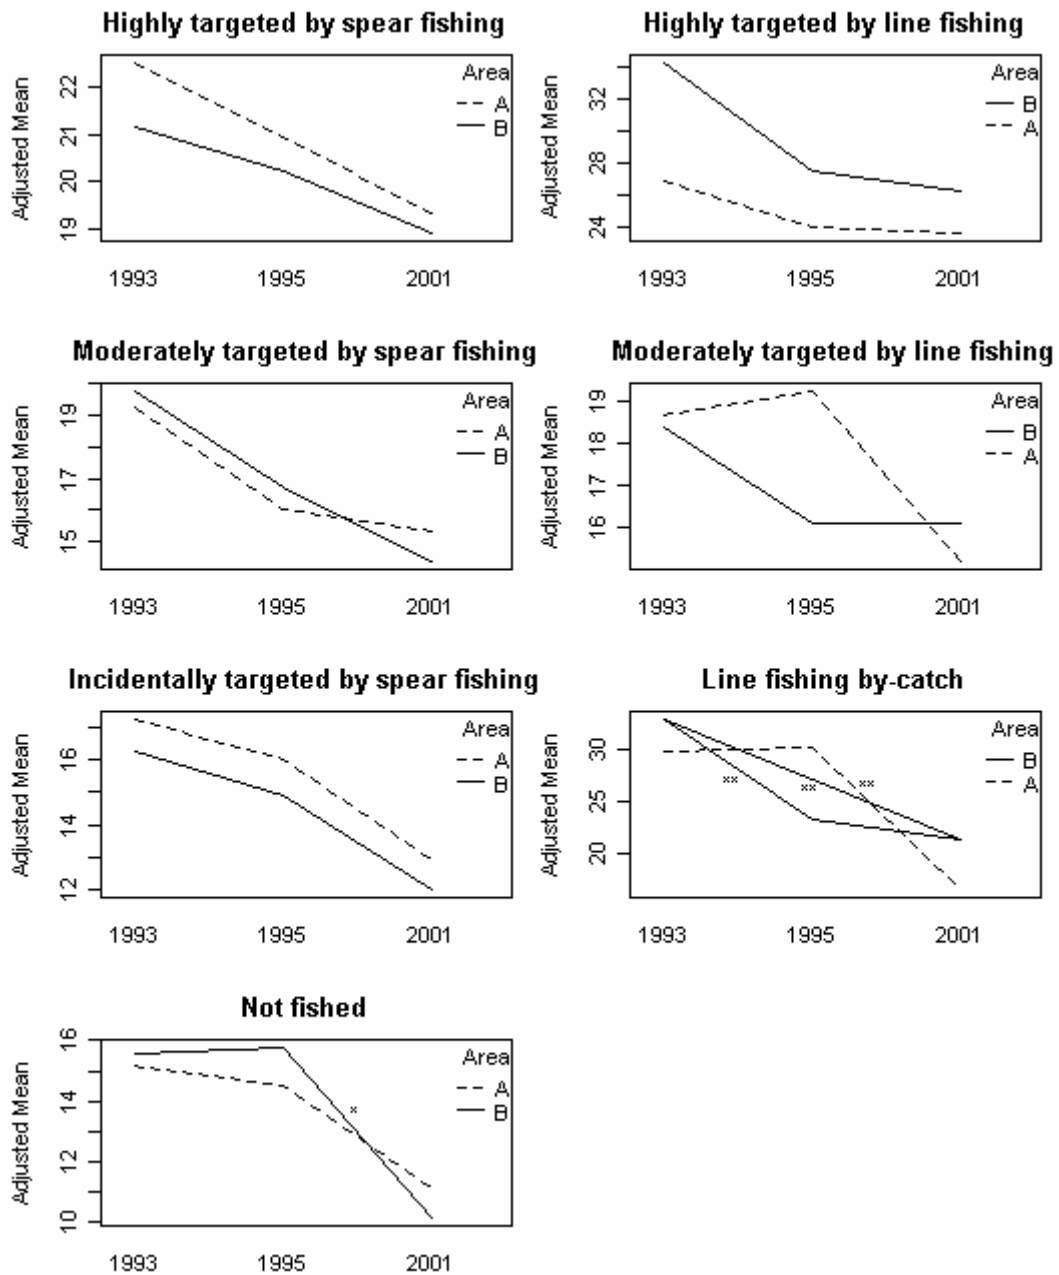 Highly targeted by spear fishing
Adjusted Mean
19 20 21 22
Area
A
B
1993 1995 2001
Highly targeted by line fishing
Adjusted Mean
24 28 32
Area
B
A
1993 1995 2001
Moderately targeted by spear fishing
Adjusted Mean
15 17 19
Area
A
B
1993 1995 2001
Moderately targeted by line fishing
Adjusted Mean
16 17 18 19
Area
B
A
1993 1995 2001
Incidentally targeted by spear fishing
Adjusted Mean
12 14 16
Area
A
B
1993 1995 2001
Line fishing by-catch
Adjusted Mean
20 25 30
Area
B
A
** ** **
1993 1995 2001
Not fished
Adjusted Mean
10 12 14 16
Area
A
B
*
1993 1995 2001